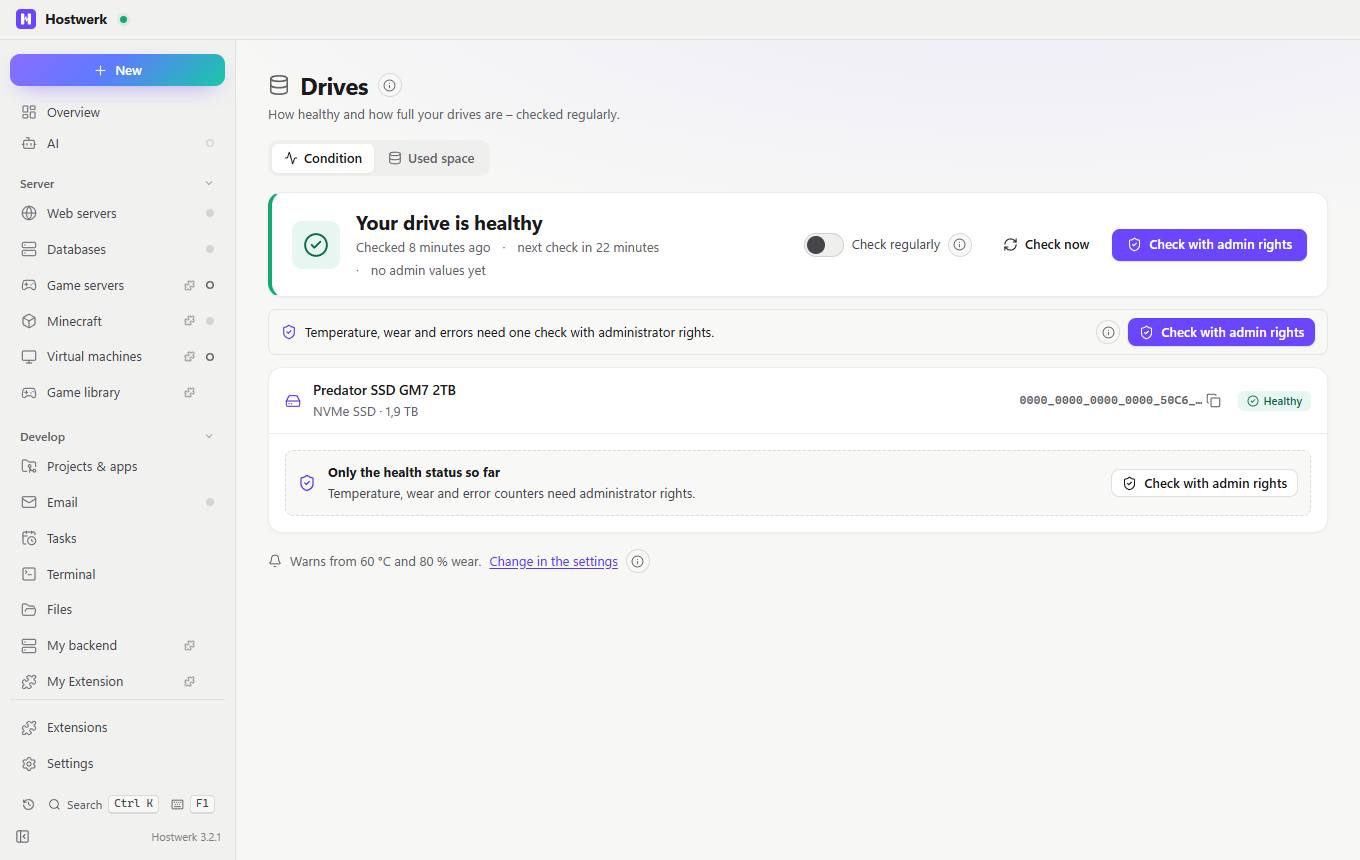 Hostwerk
New
Overview
AI
Server
Web servers
Databases
Game servers
Minecraft
Virtual machines
Game library
Develop
Projects & apps
Email
Tasks
Terminal
Files
My backend
My Extension
Extensions
Settings
Search Ctrl K F1
Hostwerk 3.2.1
Drives
How healthy and how full your drives are – checked regularly.
Condition Used space
Your drive is healthy
Checked 8 minutes ago · next check in 22 minutes
· no admin values yet
Check regularly Check now Check with admin rights
Temperature, wear and errors need one check with administrator rights. Check with admin rights
Predator SSD GM7 2TB
NVMe SSD · 1,9 TB
0000_0000_0000_0000_50C6_… Healthy
Only the health status so far
Temperature, wear and error counters need administrator rights.
Check with admin rights
Warns from 60 °C and 80 % wear. Change in the settings